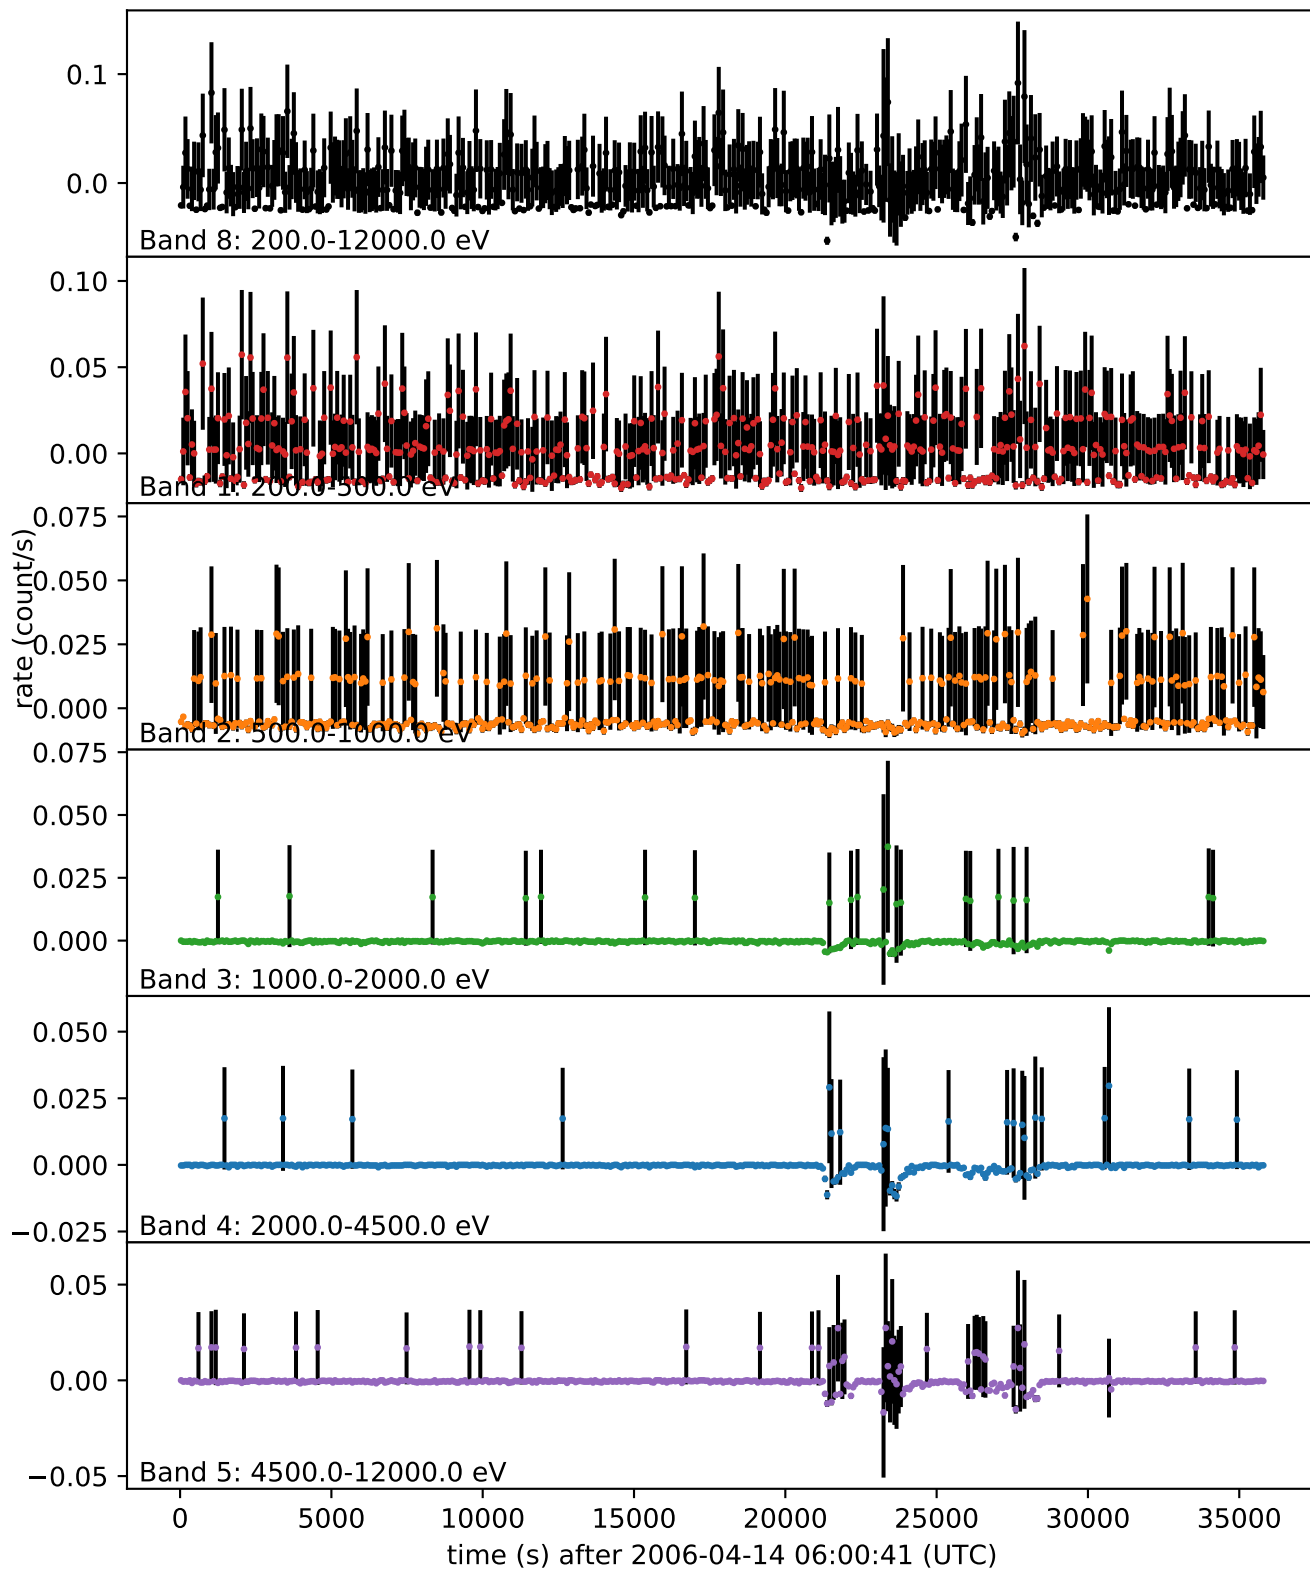 0.1
0.0
Band 8: 200.0-12000.0 eV
0.10
0.05
0.00
Band 1: 200.0-500.0 eV
0.075
0.050
0.025
0.000
rate (count/s)
Band 2: 500.0-1000.0 eV
0.075
0.050
0.025
0.000
Band 3: 1000.0-2000.0 eV
0.050
0.025
0.000
−0.025
Band 4: 2000.0-4500.0 eV
0.05
0.00
−0.05
Band 5: 4500.0-12000.0 eV
0 5000 10000 15000 20000 25000 30000 35000
time (s) after 2006-04-14 06:00:41 (UTC)